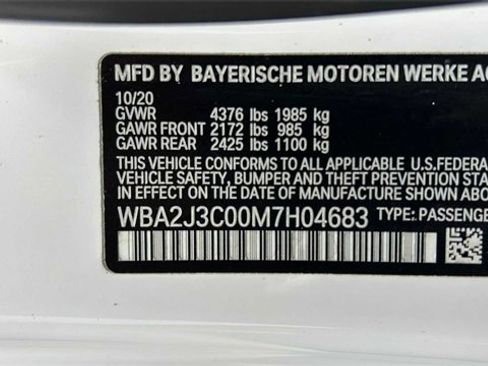 MFD BY BAYERISCHE MOTOREN WERKE AG
10/20
GVWR 4376 lbs 1985 kg
GAWR FRONT 2172 lbs 985 kg
GAWR REAR 2425 lbs 1100 kg
THIS VEHICLE CONFORMS TO ALL APPLICABLE U.S.FEDERA
VEHICLE SAFETY, BUMPER AND THEFT PREVENTION STA
IN EFFECT ON THE DATE OF MANUFACTURE SHOWN ABOV
WBA2J3C00M7H04683 TYPE: PASSENGE